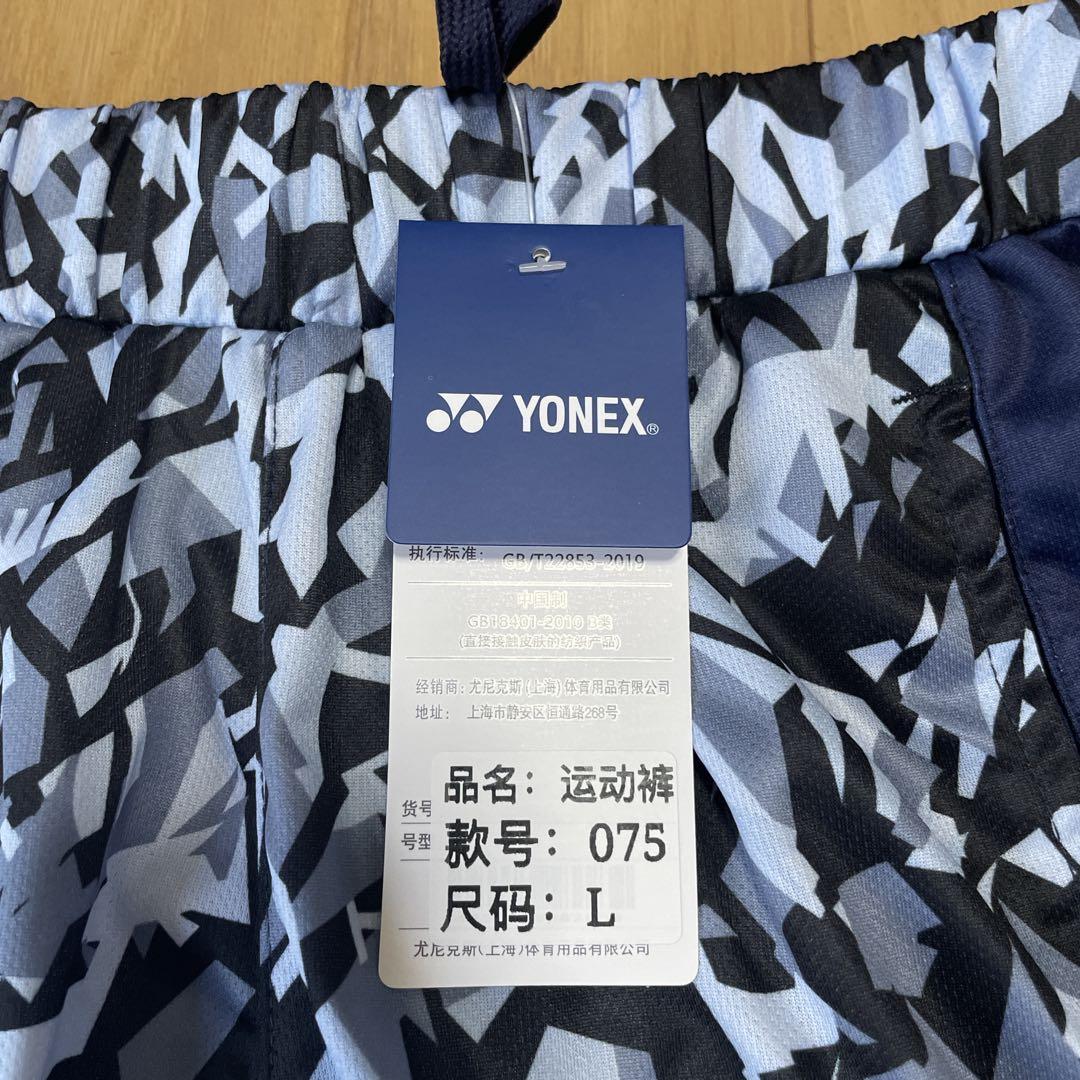 YONEX®
执行标准: GB/T22853-2019
中国制
GB18401-2010 B类
(直接接触皮肤的纺织产品)
经销商: 尤尼克斯(上海)体育用品有限公司
地址: 上海市静安区恒通路268号
货号
号型
品名: 运动裤
款号: 075
尺码: L
尤尼克斯(上海)体育用品有限公司